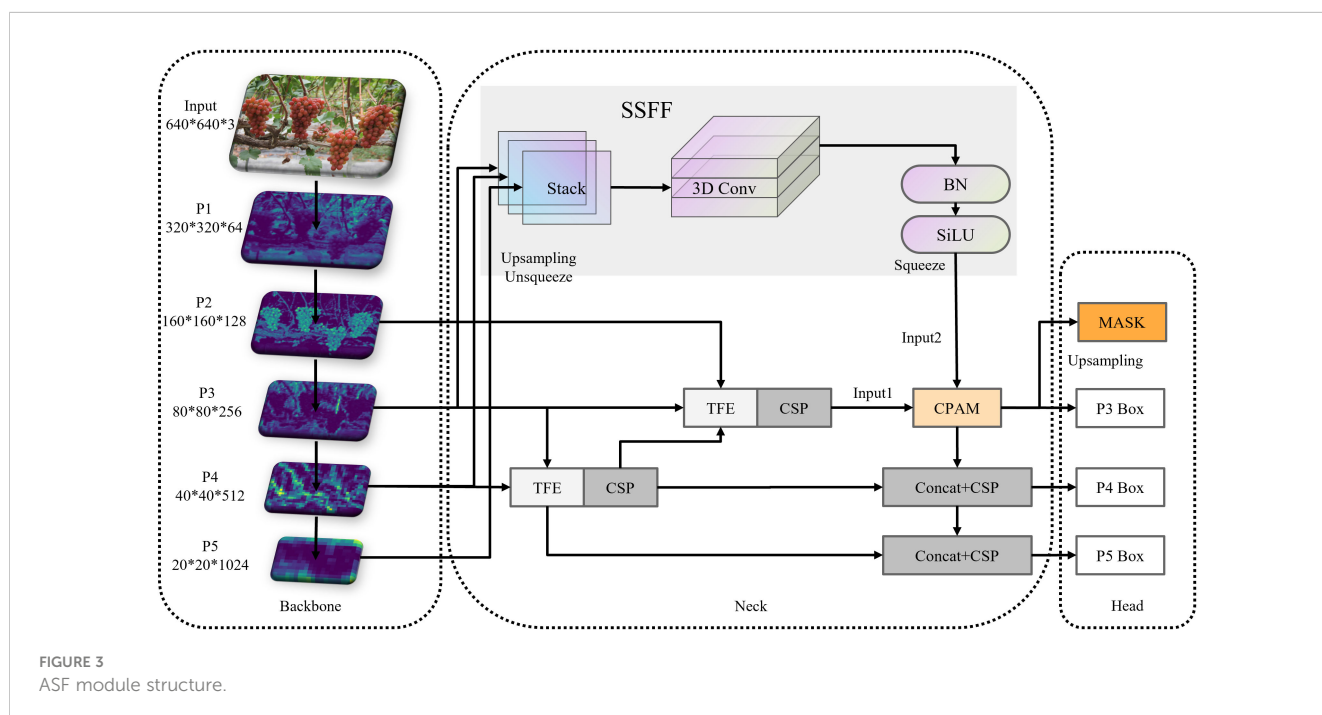 Input
640*640*3
P1
320*320*64
P2
160*160*128
P3
80*80*256
P4
40*40*512
P5
20*20*1024
Backbone
SSFF
Stack
3D Conv
BN
SiLU
Upsampling
Unsqueeze
Squeeze
Input2
Input1
TFE
CSP
CPAM
TFE
CSP
Concat+CSP
Concat+CSP
Neck
MASK
Upsampling
P3 Box
P4 Box
P5 Box
Head
FIGURE 3
ASF module structure.